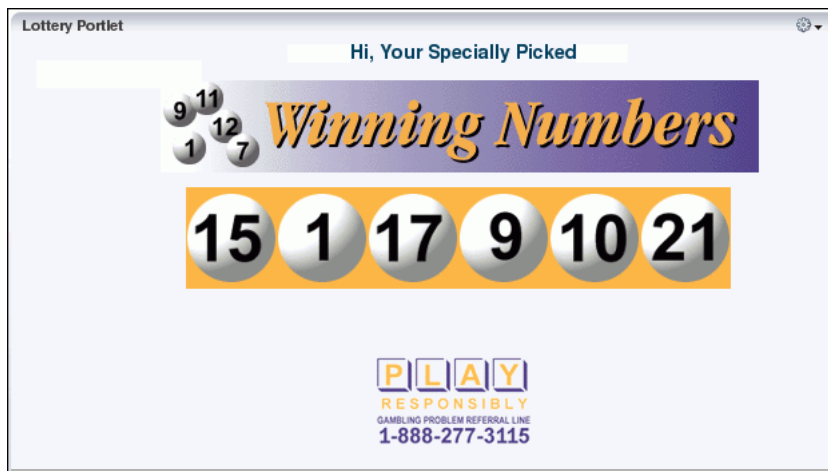 Lottery Portlet
Hi, Your Specially Picked
9 11 12 1 7
Winning Numbers
15 1 17 9 10 21
PLAY
RESPONSIBLY
GAMBLING PROBLEM REFERRAL LINE
1-888-277-3115